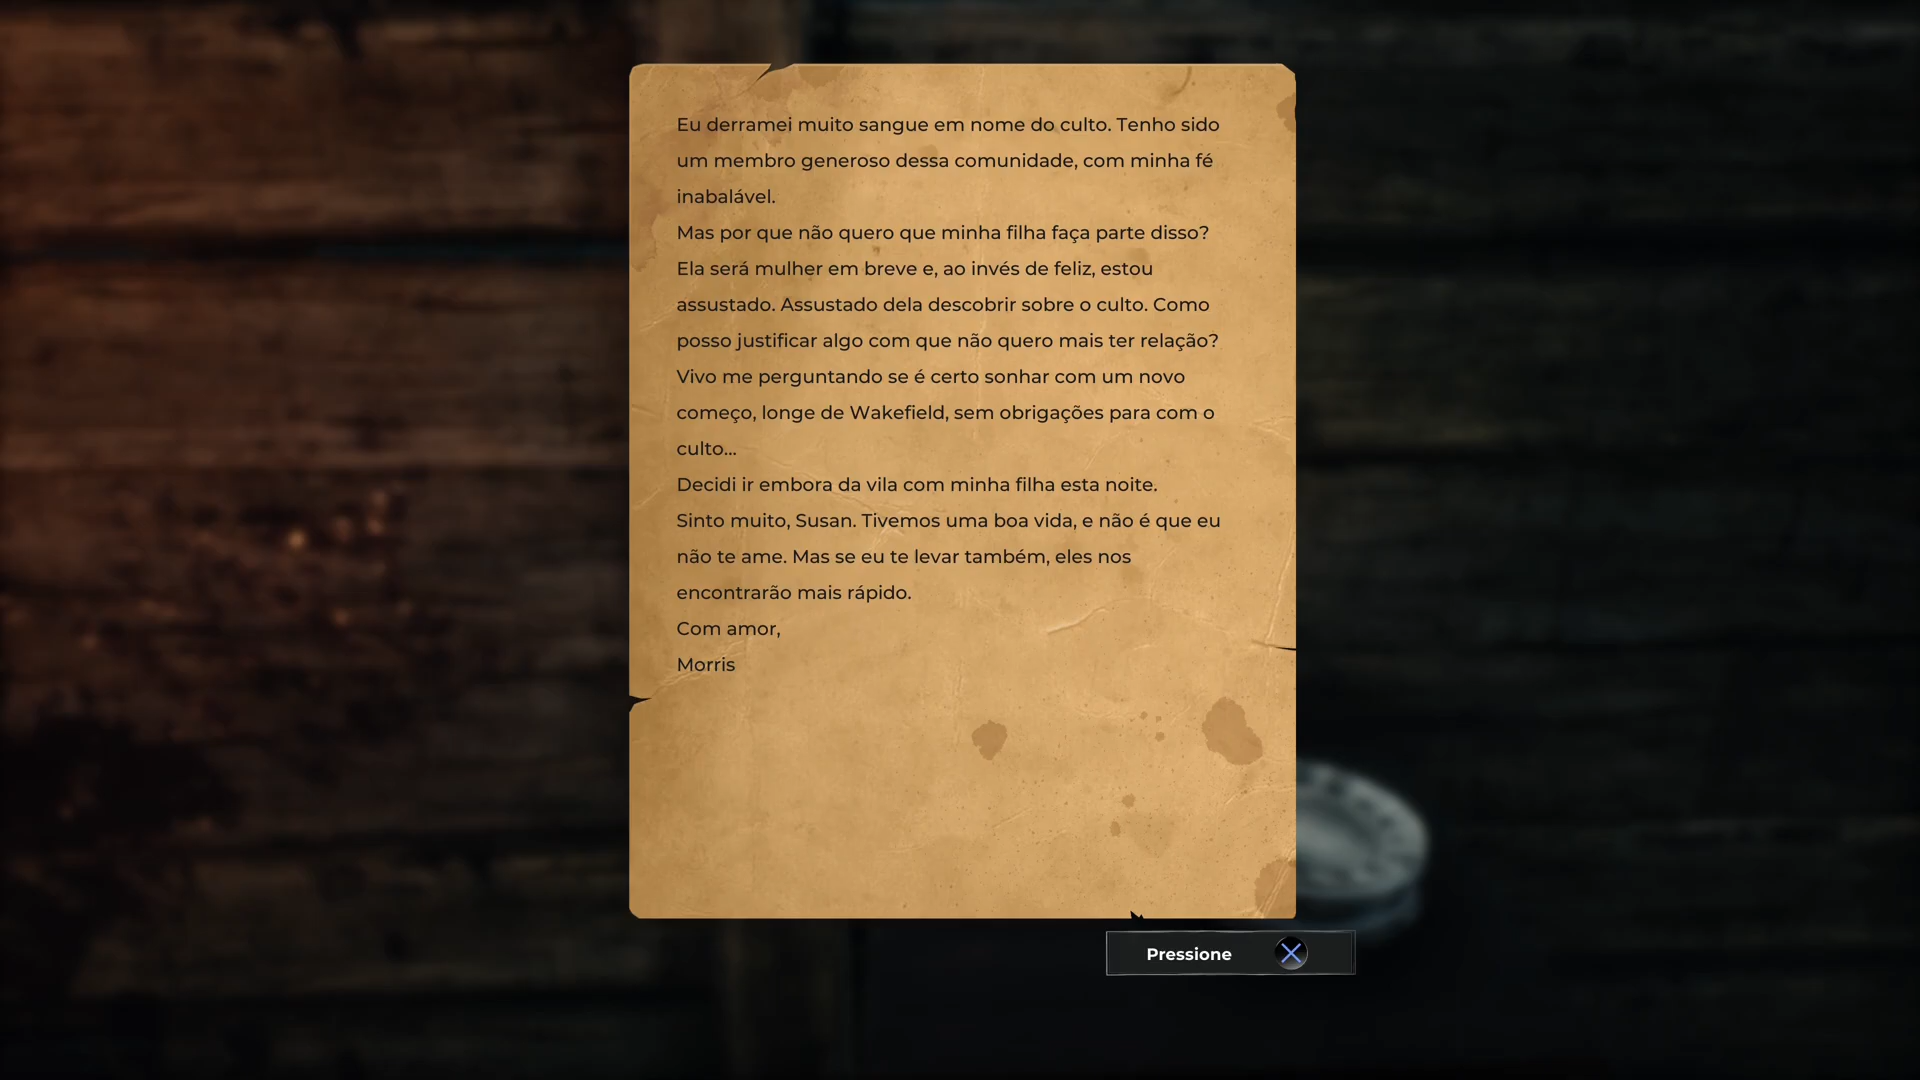 Eu derramei muito sangue em nome do culto. Tenho sido
um membro generoso dessa comunidade, com minha fé
inabalável.
Mas por que não quero que minha filha faça parte disso?
Ela será mulher em breve e, ao invés de feliz, estou
assustado. Assustado dela descobrir sobre o culto. Como
posso justificar algo com que não quero mais ter relação?
Vivo me perguntando se é certo sonhar com um novo
começo, longe de Wakefield, sem obrigações para com o
culto...
Decidi ir embora da vila com minha filha esta noite.
Sinto muito, Susan. Tivemos uma boa vida, e não é que eu
não te ame. Mas se eu te levar também, eles nos
encontrarão mais rápido.
Com amor,
Morris
Pressione